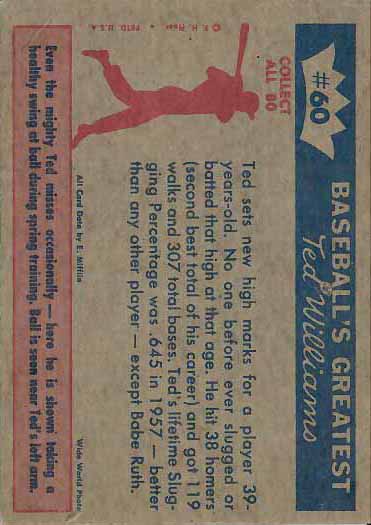 #60
BASEBALL'S GREATEST
Ted Williams
COLLECT
ALL 80
Ted sets new high marks for a player 39-
years-old. No one before ever slugged or
batted that high at that age. He hit 38 homers
(second best total of his career) and got 119
walks and 307 total bases. Ted's lifetime Slug-
ging Percentage was .645 in 1957 — better
than any other player — except Babe Ruth.
© F. H. Fleer • PRTD. U.S.A.
All Card Data by E. Mifflin
Wide World Photo
Even the mighty Ted misses occasionally — here he is shown taking a
healthy swing at ball during spring training. Ball is seen near Ted's left arm.